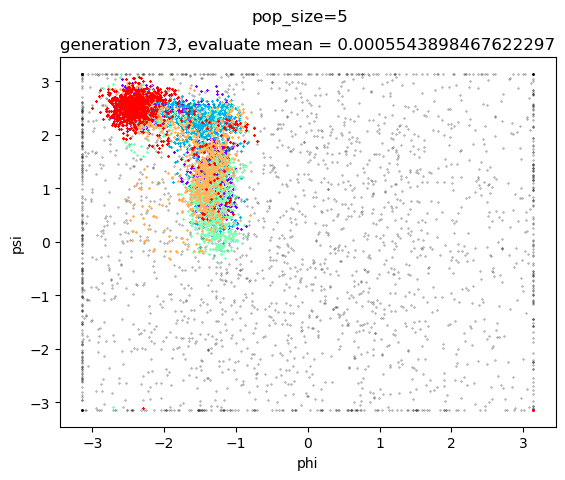 pop_size=5
generation 73, evaluate mean = 0.0005543898467622297
3
2
1
0
−1
−2
−3
psi
−3 −2 −1 0 1 2 3
phi